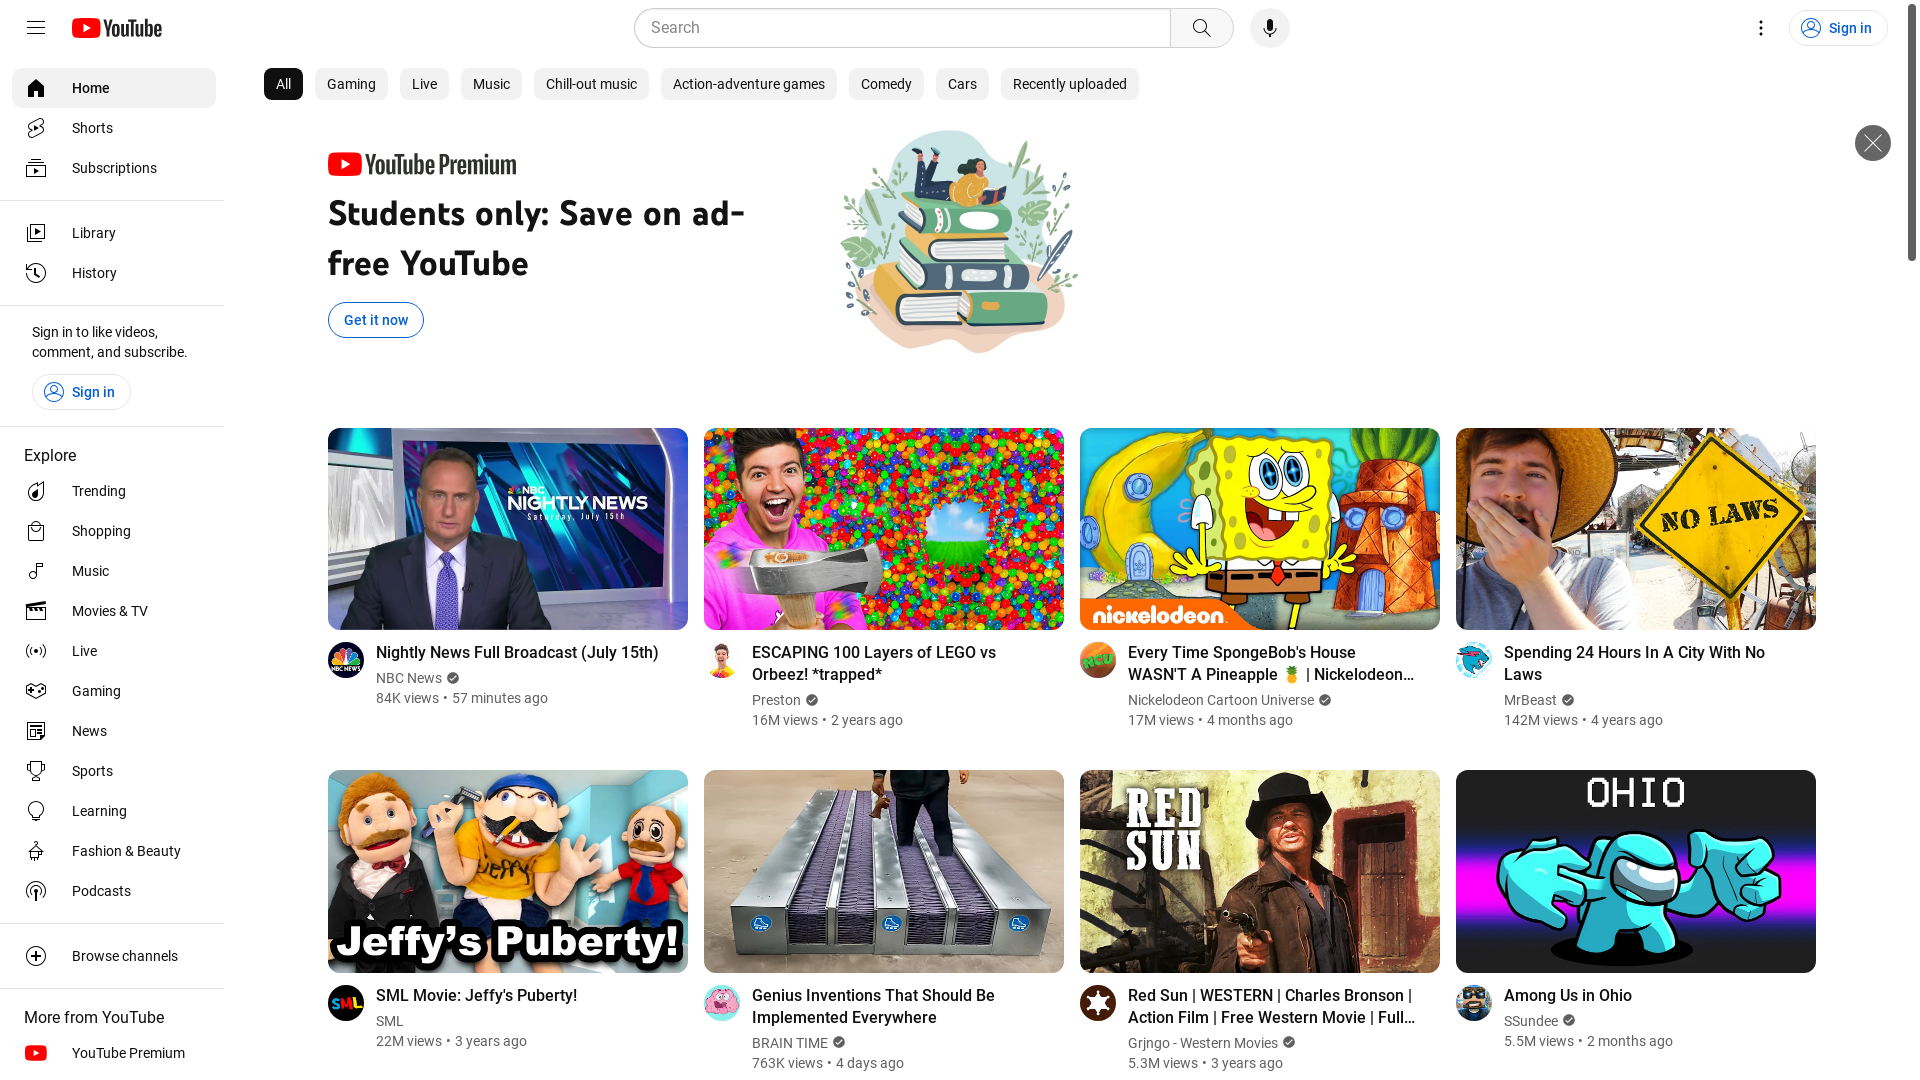 YouTube
Search
Sign in
Home
Shorts
Subscriptions
Library
History
Sign in to like videos,
comment, and subscribe.
Sign in
Explore
Trending
Shopping
Music
Movies & TV
Live
Gaming
News
Sports
Learning
Fashion & Beauty
Podcasts
Browse channels
More from YouTube
YouTube Premium
All
Gaming
Live
Music
Chill-out music
Action-adventure games
Comedy
Cars
Recently uploaded
YouTube Premium
Students only: Save on ad-
free YouTube
Get it now
NBC
NIGHTLY NEWS
Saturday, July 15th
nickelodeon
NO LAWS
NBC NEWS
Nightly News Full Broadcast (July 15th)
NBC News
84K views • 57 minutes ago
ESCAPING 100 Layers of LEGO vs
Orbeez! *trapped*
Preston
16M views • 2 years ago
NCU
Every Time SpongeBob's House
WASN'T A Pineapple 🍍 | Nickelodeon...
Nickelodeon Cartoon Universe
17M views • 4 months ago
Spending 24 Hours In A City With No
Laws
MrBeast
142M views • 4 years ago
JEFFY
Jeffy's Puberty!
RED
SUN
OHIO
SML
SML Movie: Jeffy's Puberty!
SML
22M views • 3 years ago
Genius Inventions That Should Be
Implemented Everywhere
BRAIN TIME
763K views • 4 days ago
Red Sun | WESTERN | Charles Bronson |
Action Film | Free Western Movie | Full...
Grjngo - Western Movies
5.3M views • 3 years ago
Among Us in Ohio
SSundee
5.5M views • 2 months ago